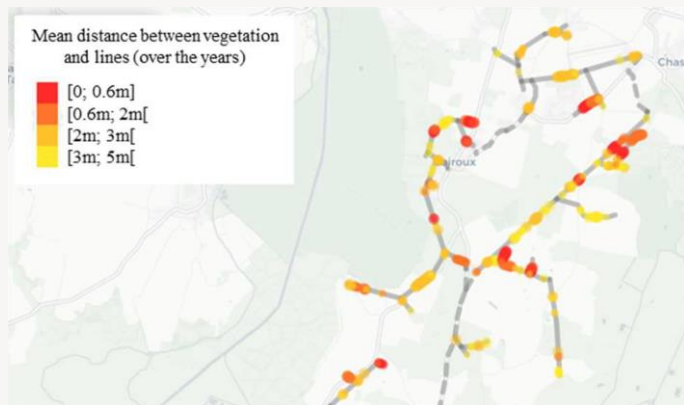 Mean distance between vegetation
and lines (over the years)
[0; 0.6m]
[0.6m; 2m[
[2m; 3m[
[3m; 5m[
Chas